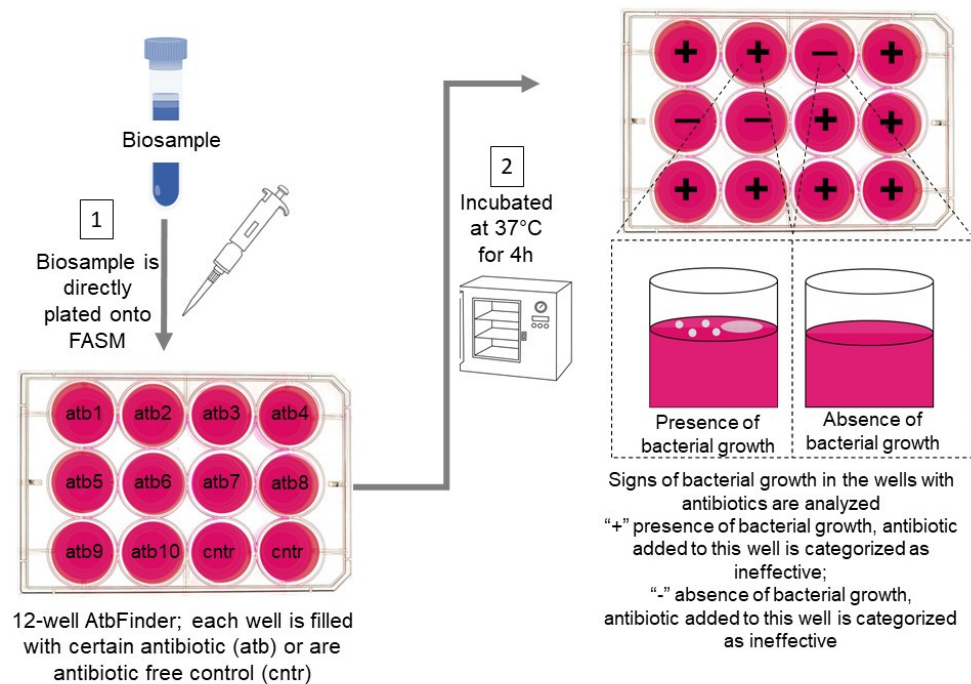 Biosample
1
Biosample is
directly
plated onto
FASM
atb1 atb2 atb3 atb4
atb5 atb6 atb7 atb8
atb9 atb10 cntr cntr
12-well AtbFinder; each well is filled
with certain antibiotic (atb) or are
antibiotic free control (cntr)
2
Incubated
at 37°C
for 4h
+ + − +
− − + +
+ + + +
Presence of
bacterial growth
Absence of
bacterial growth
Signs of bacterial growth in the wells with
antibiotics are analyzed
“+” presence of bacterial growth, antibiotic
added to this well is categorized as
ineffective;
“-” absence of bacterial growth,
antibiotic added to this well is categorized
as ineffective